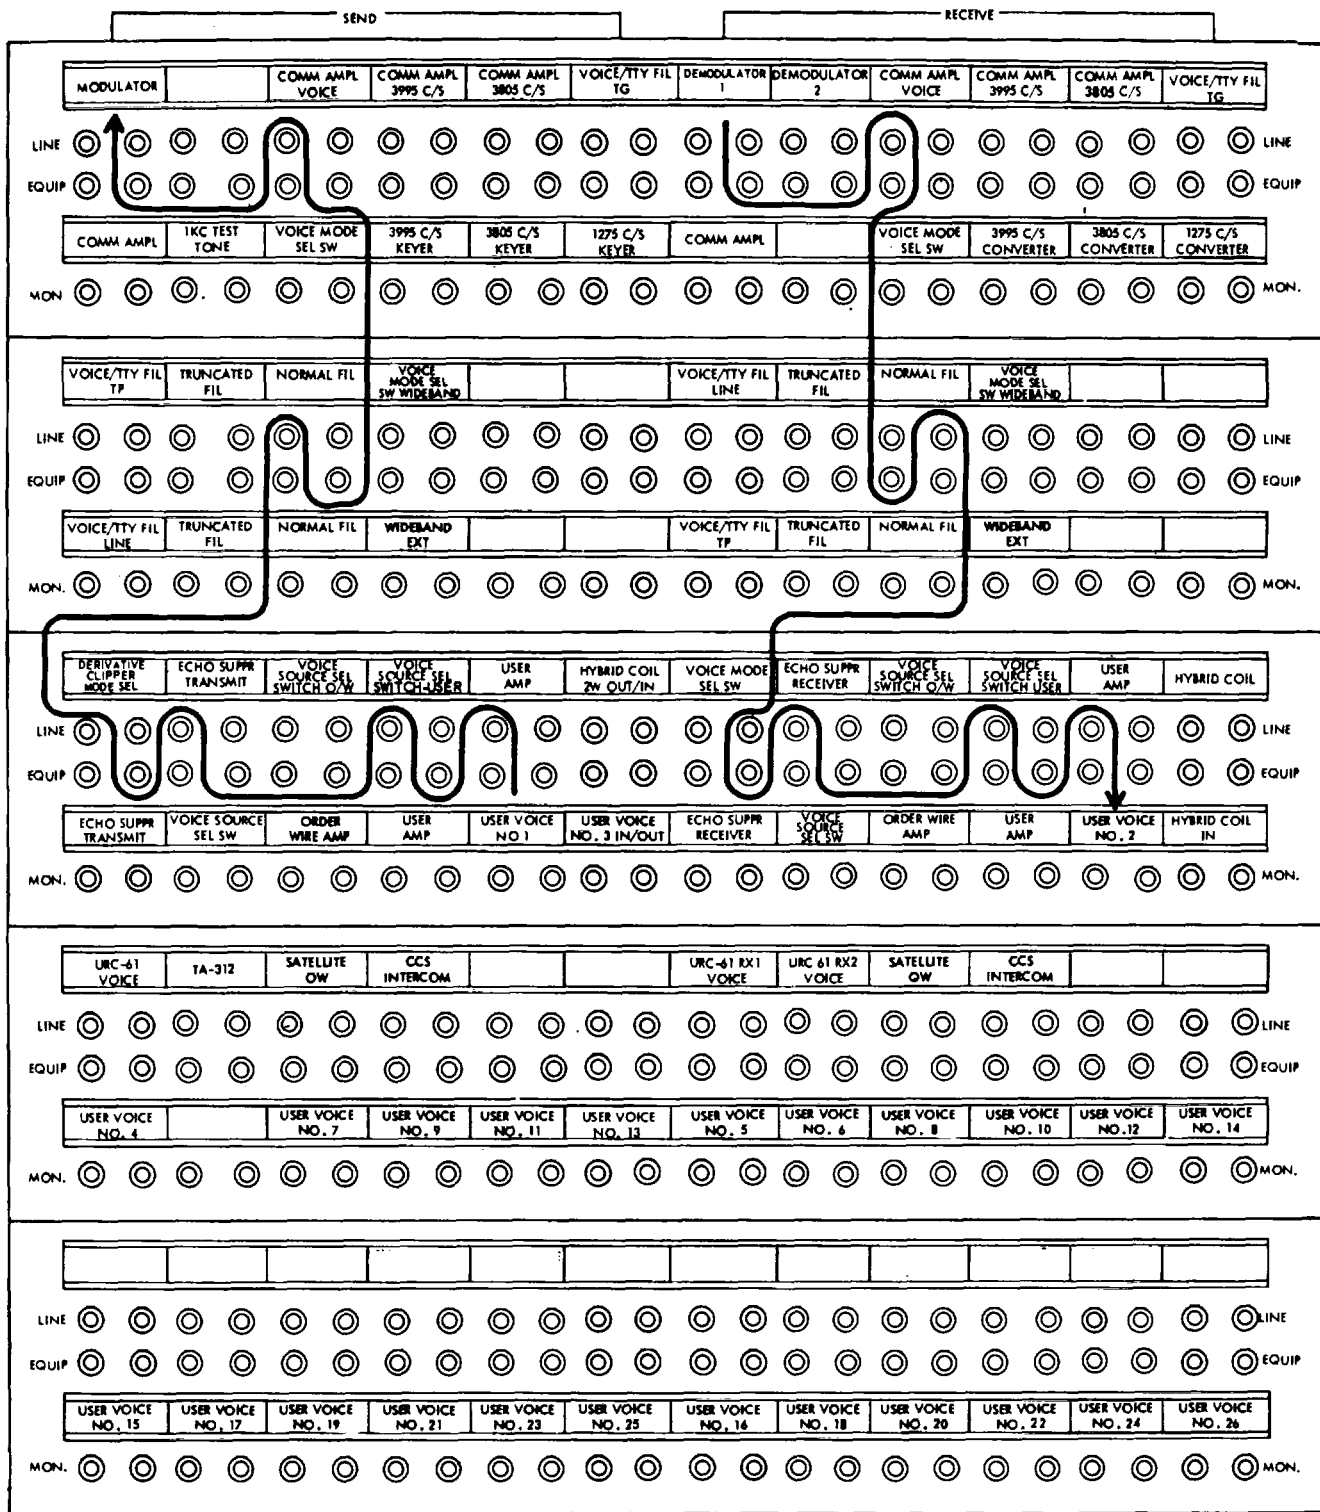 SEND RECEIVE
MODULATOR COMM AMPL COMM AMPL COMM AMPL VOICE/TTY FIL DEMODULATOR DEMODULATOR COMM AMPL COMM AMPL COMM AMPL VOICE/TTY FIL
VOICE 3995 C/S 3805 C/S TG 1 2 VOICE 3995 C/S 3805 C/S TG
LINE LINE
EQUIP EQUIP
COMM AMPL 1KC TEST VOICE MODE 3995 C/S 3805 C/S 1275 C/S COMM AMPL VOICE MODE 3995 C/S 3805 C/S 1275 C/S
TONE SEL SW KEYER KEYER KEYER SEL SW CONVERTER CONVERTER CONVERTER
MON MON.
VOICE/TTY FIL TRUNCATED NORMAL FIL VOICE VOICE/TTY FIL TRUNCATED NORMAL FIL VOICE
TP FIL MODE SEL LINE FIL MODE SEL
SW WIDEBAND SW WIDEBAND
LINE LINE
EQUIP EQUIP
VOICE/TTY FIL TRUNCATED NORMAL FIL WIDEBAND VOICE/TTY FIL TRUNCATED NORMAL FIL WIDEBAND
LINE FIL EXT TP FIL EXT
MON. MON.
DERIVATIVE ECHO SUPPR VOICE VOICE USER HYBRID COIL VOICE MODE ECHO SUPPR VOICE VOICE USER HYBRID COIL
CLIPPER TRANSMIT SOURCE SEL SOURCE SEL AMP 2W OUT/IN SEL SW RECEIVER SOURCE SEL SOURCE SEL AMP
MODE SEL SWITCH O/W SWITCH-USER SWITCH O/W SWITCH USER
LINE LINE
EQUIP EQUIP
ECHO SUPPR VOICE SOURCE ORDER USER USER VOICE USER VOICE ECHO SUPPR VOICE ORDER WIRE USER USER VOICE HYBRID COIL
TRANSMIT SEL SW WIRE AMP AMP NO 1 NO. 3 IN/OUT RECEIVER SOURCE AMP AMP NO. 2 IN
SEL SW
MON. MON.
URC-61 TA-312 SATELLITE CCS URC-61 RX1 URC 61 RX2 SATELLITE CCS
VOICE OW INTERCOM VOICE VOICE OW INTERCOM
LINE LINE
EQUIP EQUIP
USER VOICE USER VOICE USER VOICE USER VOICE USER VOICE USER VOICE USER VOICE USER VOICE USER VOICE USER VOICE USER VOICE
NO. 4 NO. 7 NO. 9 NO. 11 NO. 13 NO. 5 NO. 6 NO. 8 NO. 10 NO. 12 NO. 14
MON. MON.
LINE LINE
EQUIP EQUIP
USER VOICE USER VOICE USER VOICE USER VOICE USER VOICE USER VOICE USER VOICE USER VOICE USER VOICE USER VOICE USER VOICE USER VOICE
NO. 15 NO. 17 NO. 19 NO. 21 NO. 23 NO. 25 NO. 16 NO. 18 NO. 20 NO. 22 NO. 24 NO. 26
MON. MON.